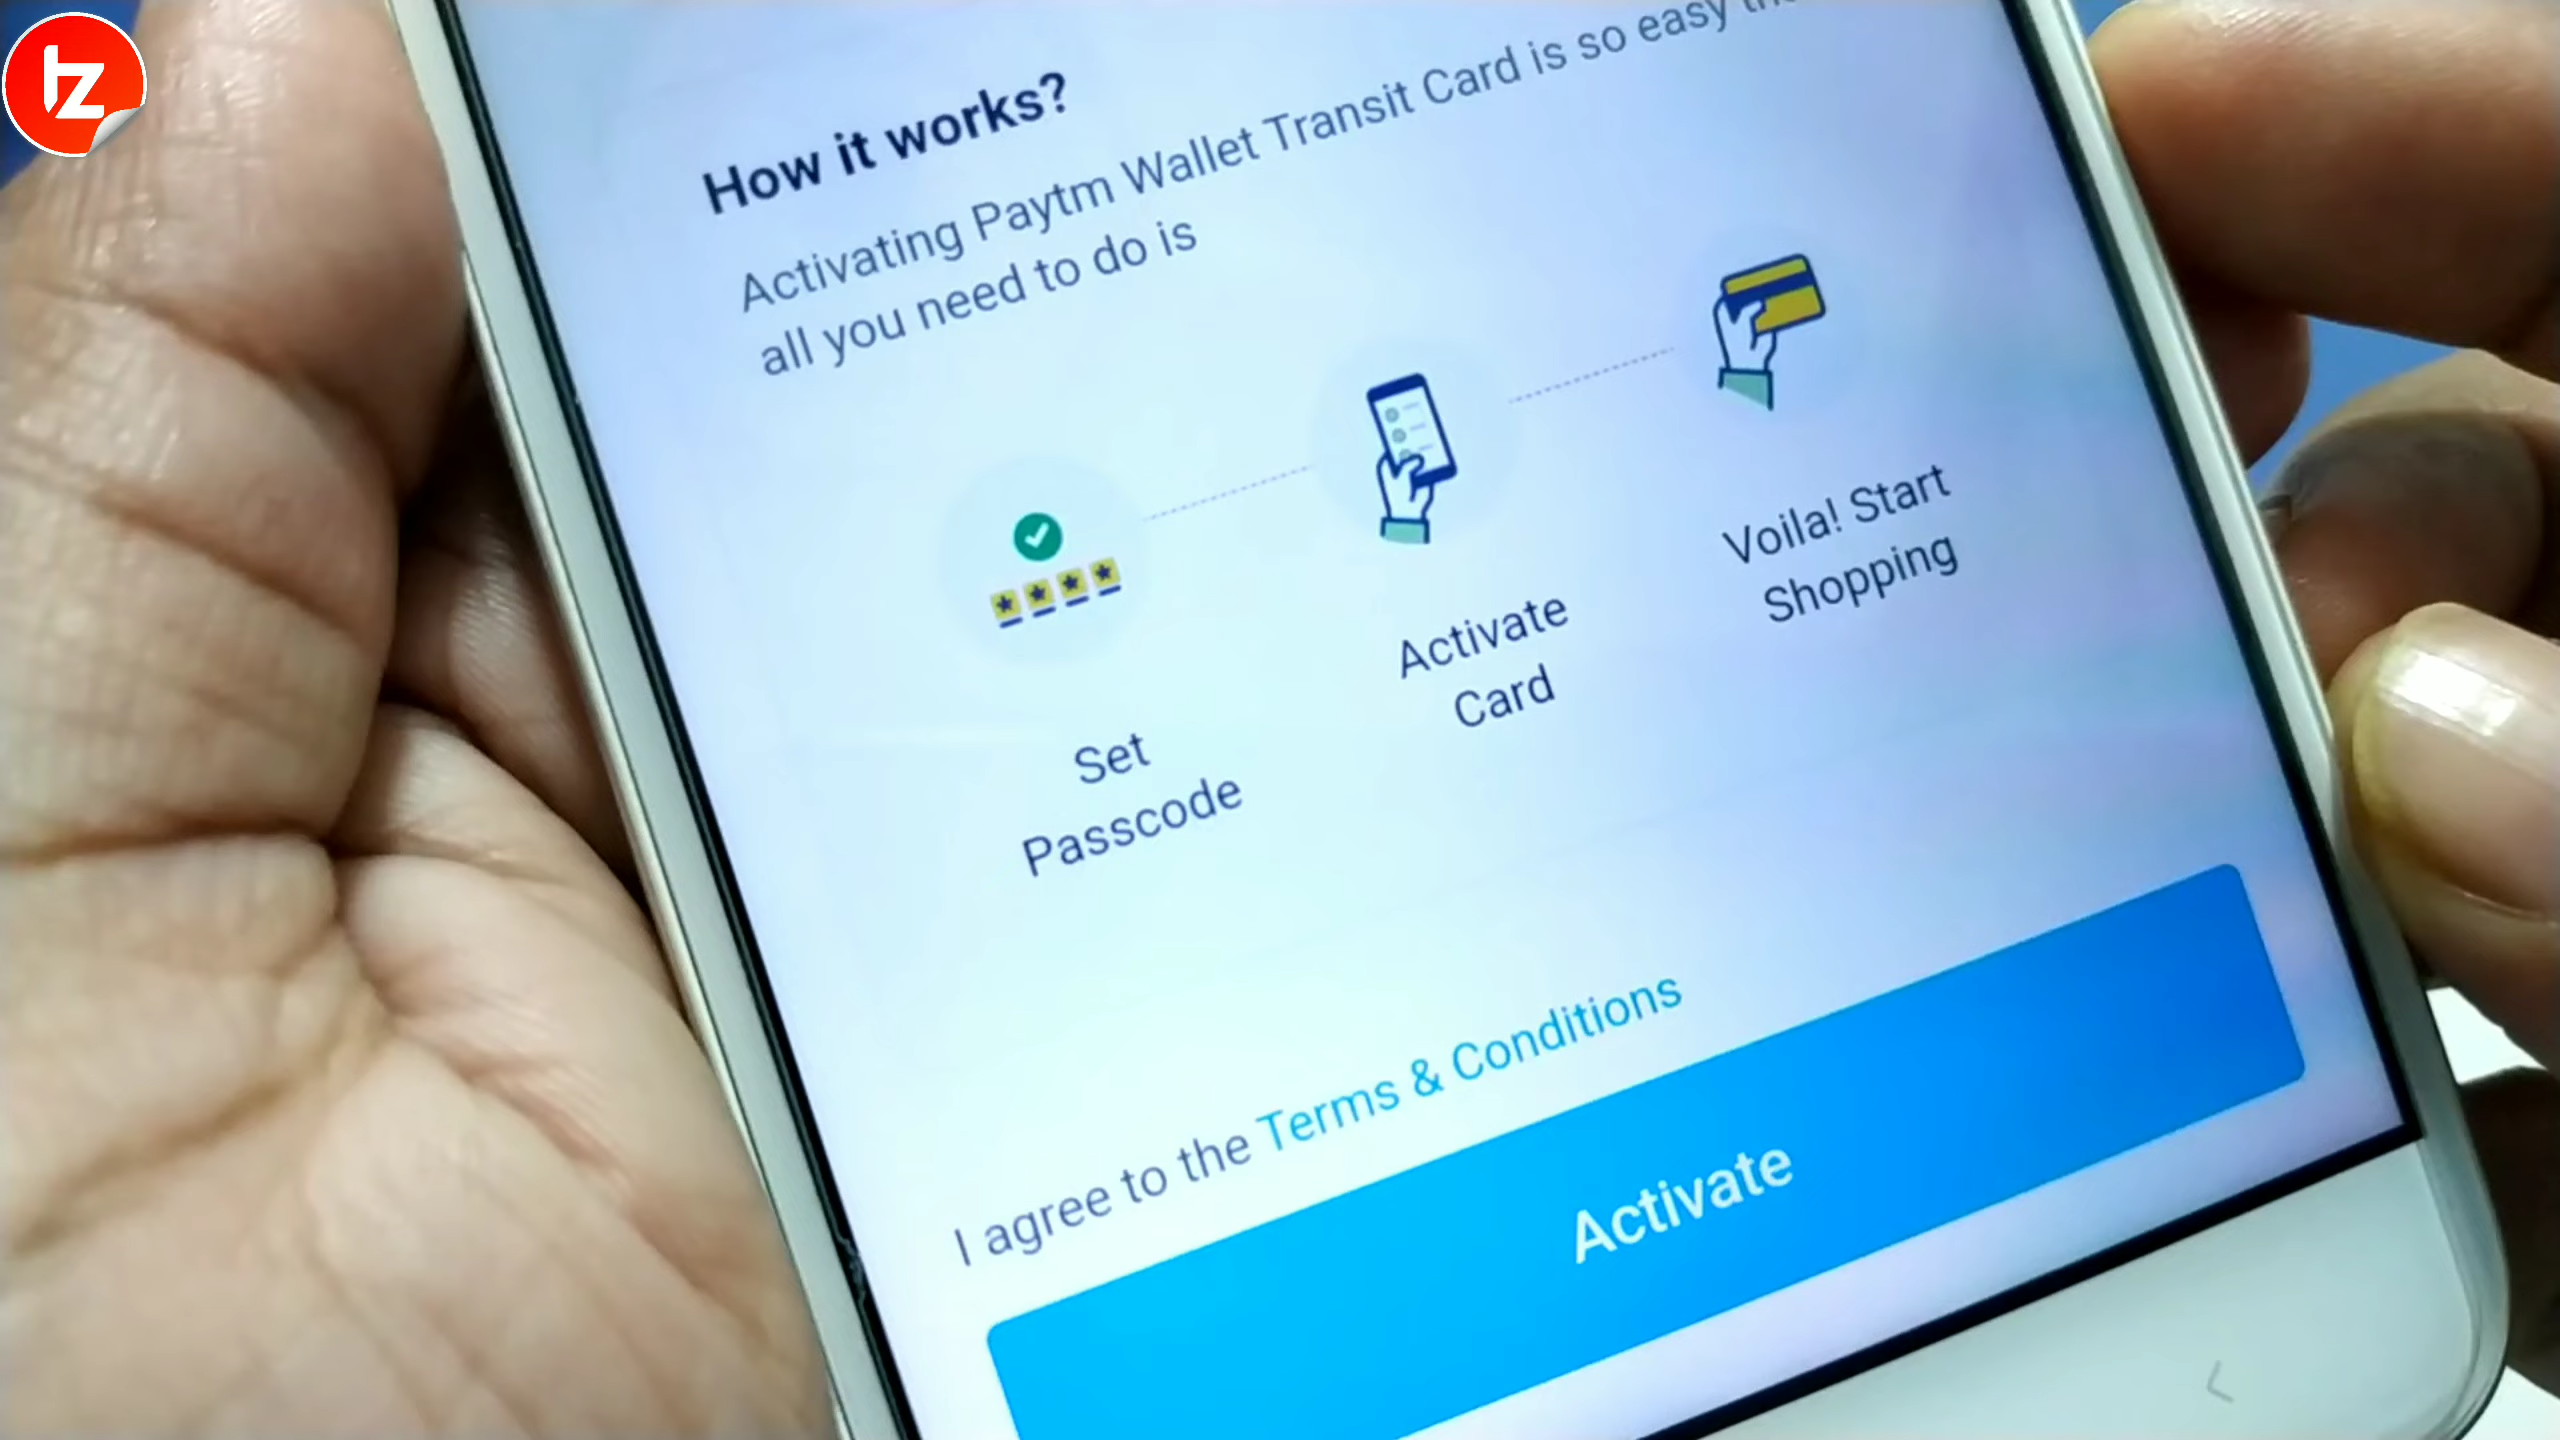 tz
How it works?
Activating Paytm Wallet Transit Card is so easy
all you need to do is
Set
Passcode
Activate
Card
Voila! Start
Shopping
I agree to the Terms & Conditions
Activate